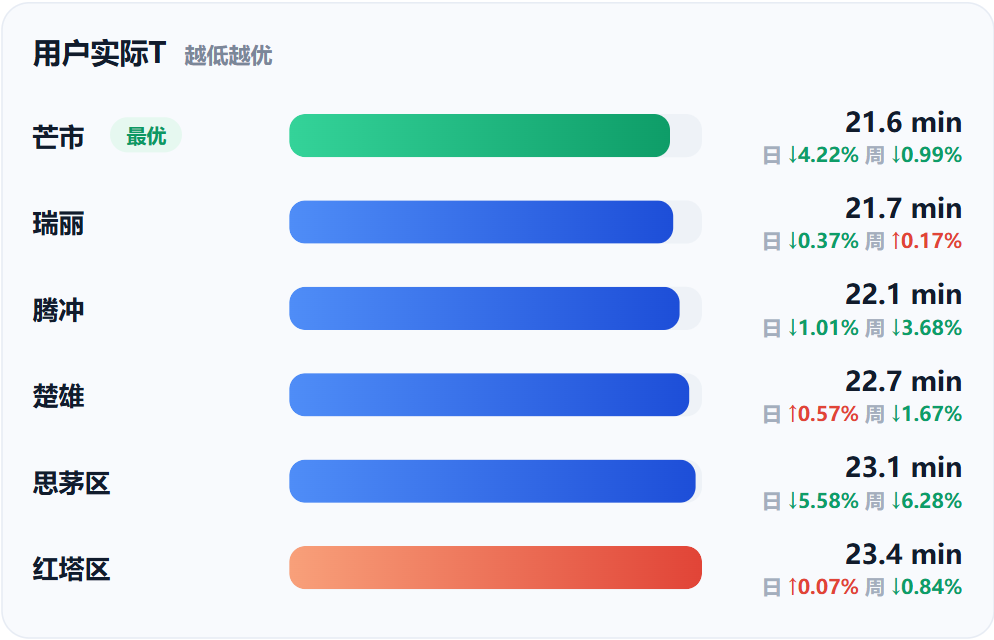 用户实际T 越低越优
芒市 最优 21.6 min
日 ↓4.22% 周 ↓0.99%
瑞丽 21.7 min
日 ↓0.37% 周 ↑0.17%
腾冲 22.1 min
日 ↓1.01% 周 ↓3.68%
楚雄 22.7 min
日 ↑0.57% 周 ↓1.67%
思茅区 23.1 min
日 ↓5.58% 周 ↓6.28%
红塔区 23.4 min
日 ↑0.07% 周 ↓0.84%